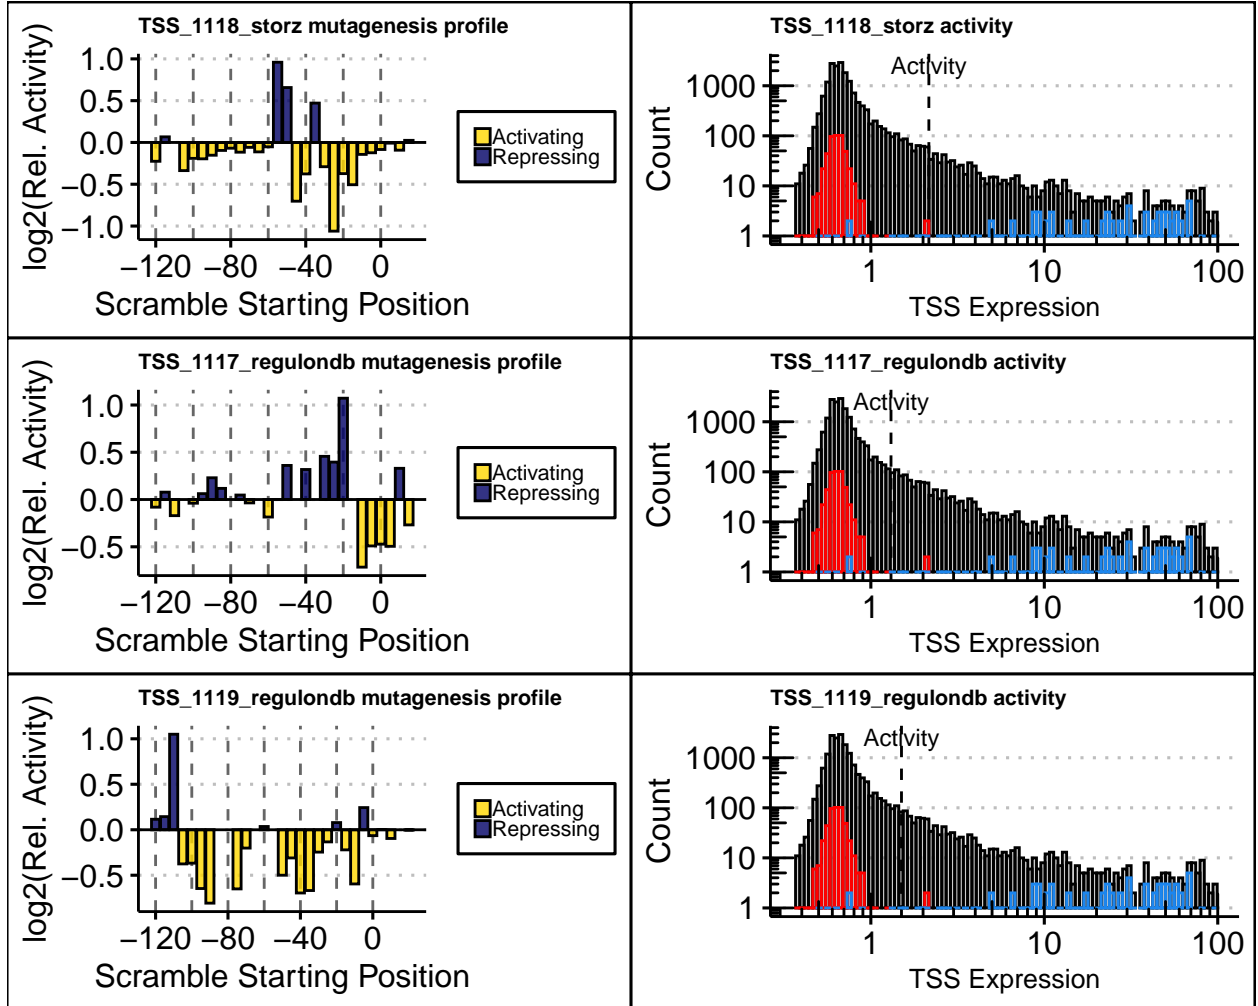 TSS_1118_storz mutagenesis profile
log2(Rel. Activity)
1.0
0.5
0.0
−0.5
−1.0
−120 −80 −40 0
Scramble Starting Position
Activating
Repressing
TSS_1118_storz activity
Activity
Count
1000
100
10
1
1 10 100
TSS Expression
TSS_1117_regulondb mutagenesis profile
log2(Rel. Activity)
1.0
0.5
0.0
−0.5
−120 −80 −40 0
Scramble Starting Position
Activating
Repressing
TSS_1117_regulondb activity
Activity
Count
1000
100
10
1
1 10 100
TSS Expression
TSS_1119_regulondb mutagenesis profile
log2(Rel. Activity)
1.0
0.5
0.0
−0.5
−120 −80 −40 0
Scramble Starting Position
Activating
Repressing
TSS_1119_regulondb activity
Activity
Count
1000
100
10
1
1 10 100
TSS Expression